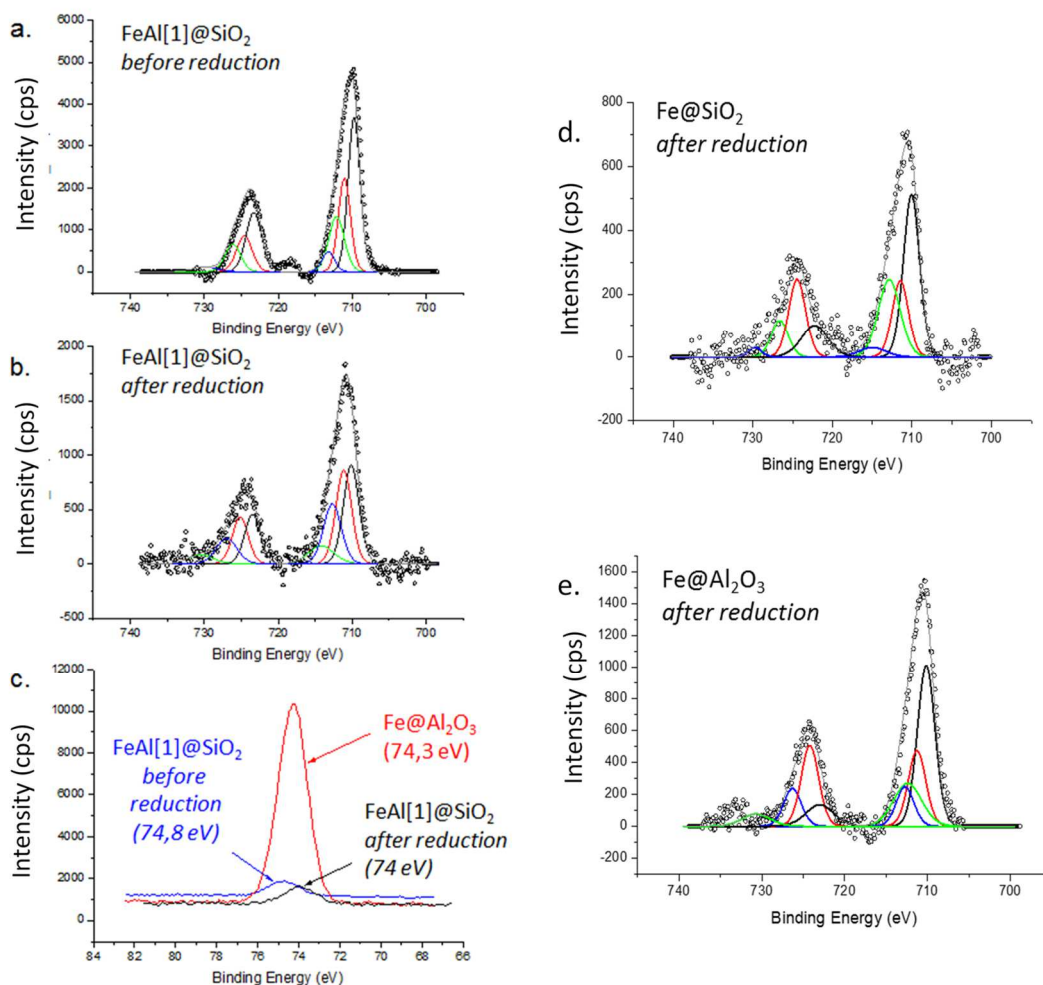 a.
FeAl[1]@SiO2
before reduction
Intensity (cps)
6000
5000
4000
3000
2000
1000
0
740
730
720
710
700
Binding Energy (eV)
b.
FeAl[1]@SiO2
after reduction
Intensity (cps)
2000
1500
1000
500
0
-500
740
730
720
710
700
Binding Energy (eV)
c.
Intensity (cps)
12000
10000
8000
6000
4000
2000
0
FeAl[1]@SiO2
before
reduction
(74,8 eV)
Fe@Al2O3
(74,3 eV)
FeAl[1]@SiO2
after reduction
(74 eV)
84
82
80
78
76
74
72
70
68
66
Binding Energy (eV)
d.
Fe@SiO2
after reduction
Intensity (cps)
800
600
400
200
0
-200
740
730
720
710
700
Binding Energy (eV)
e.
Fe@Al2O3
after reduction
Intensity (cps)
1600
1400
1200
1000
800
600
400
200
0
-200
740
730
720
710
700
Binding Energy (eV)